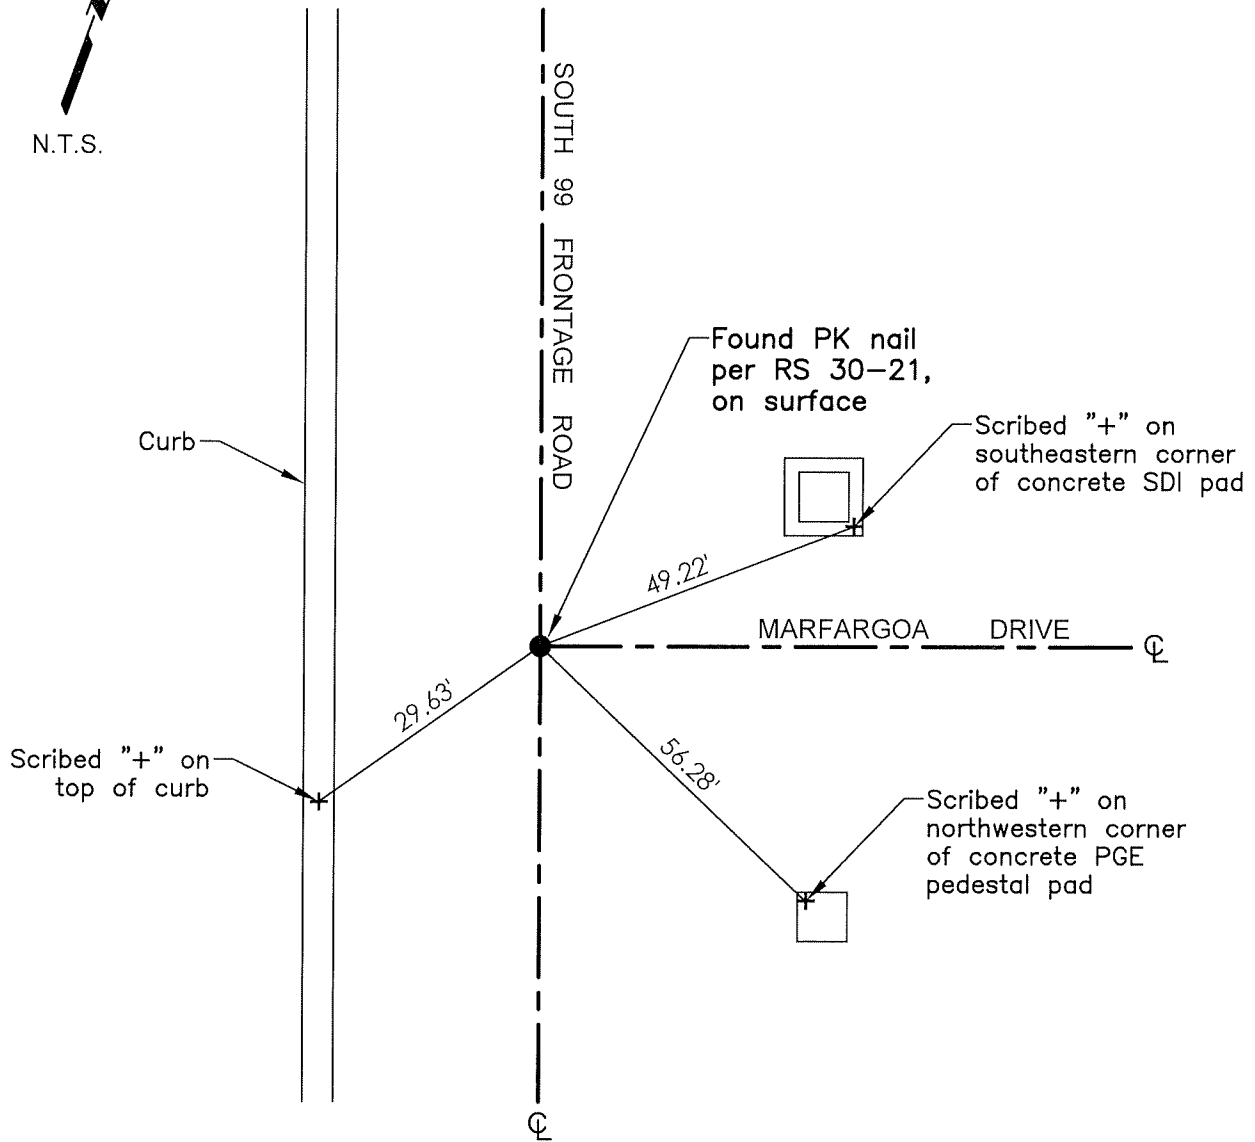 N.T.S.
SOUTH 99 FRONTAGE ROAD
Found PK nail
per RS 30-21,
on surface
Curb
Scribed "+" on
southeastern corner
of concrete SDI pad
49.22'
MARFARGOA DRIVE
℄
29.63'
56.28'
Scribed "+" on
top of curb
Scribed "+" on
northwestern corner
of concrete PGE
pedestal pad
℄